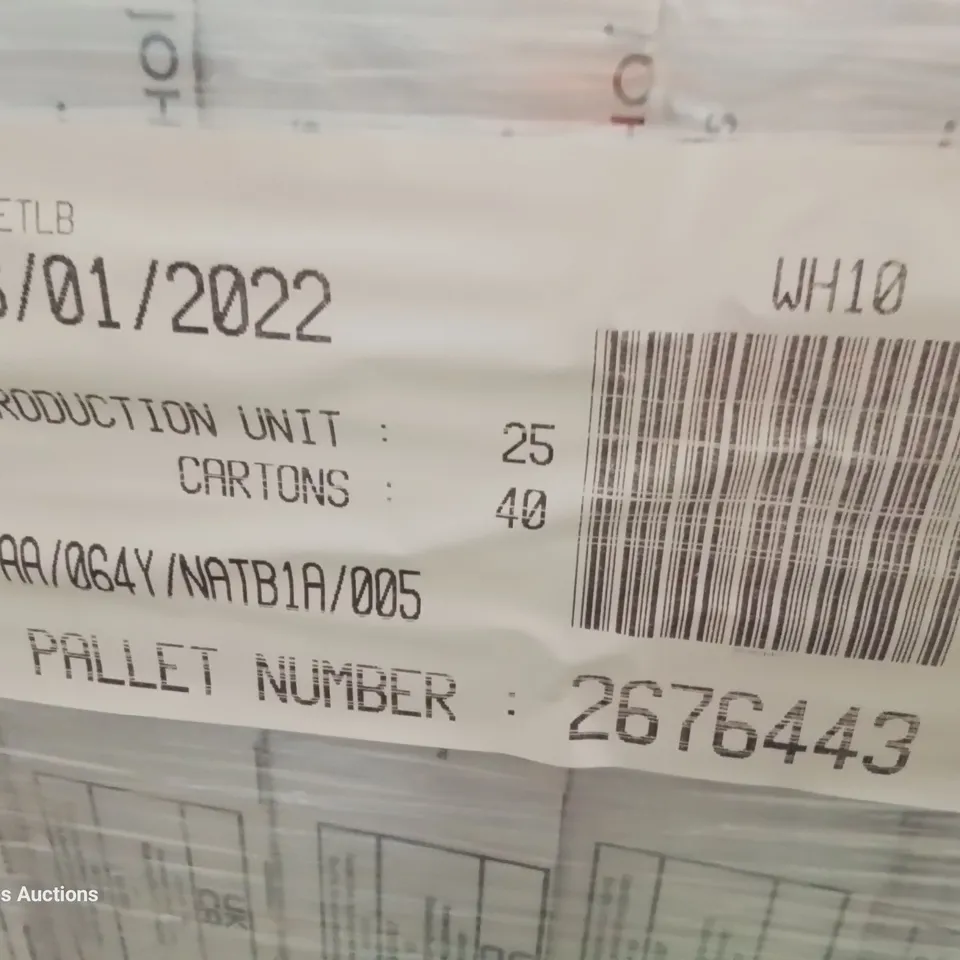 ETLB
/01/2022
WH10
RODUCTION UNIT : 25
CARTONS : 40
AA/064Y/NATB1A/005
PALLET NUMBER : 2676443
s Auctions